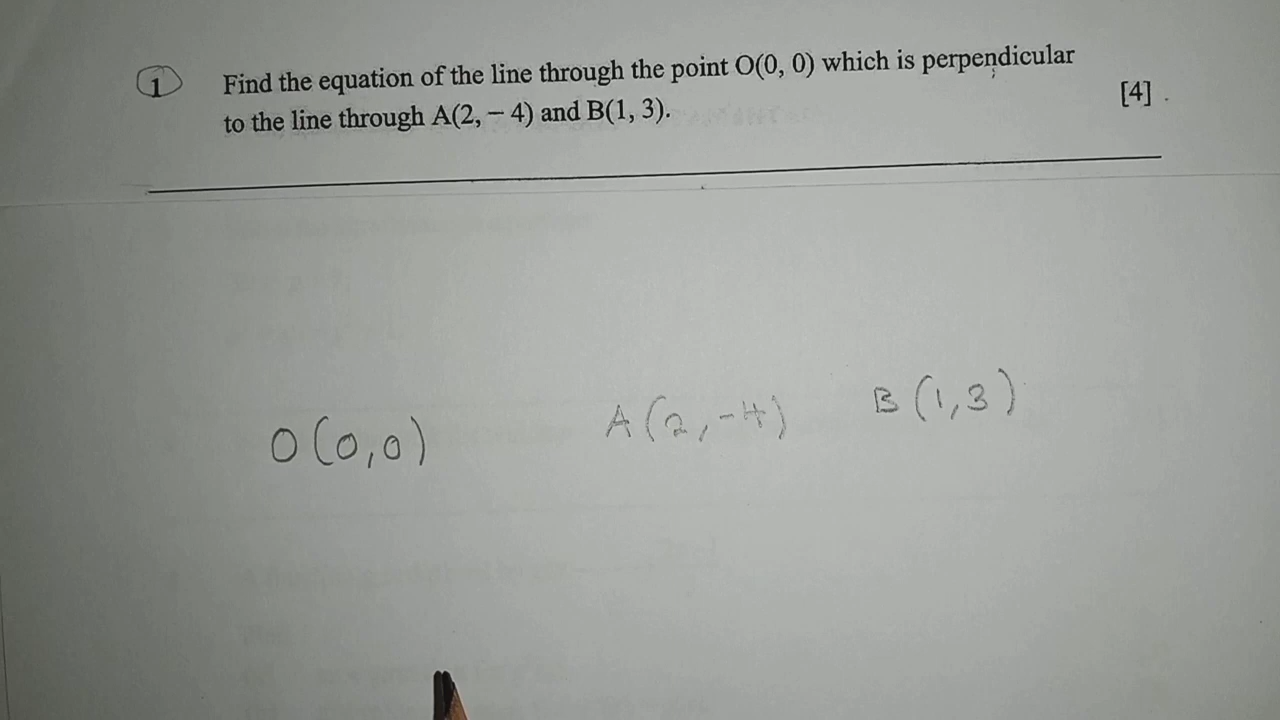 1 Find the equation of the line through the point O(0, 0) which is perpendicular
to the line through A(2, – 4) and B(1, 3). [4]
O (0,0) A (2,-4) B (1,3)